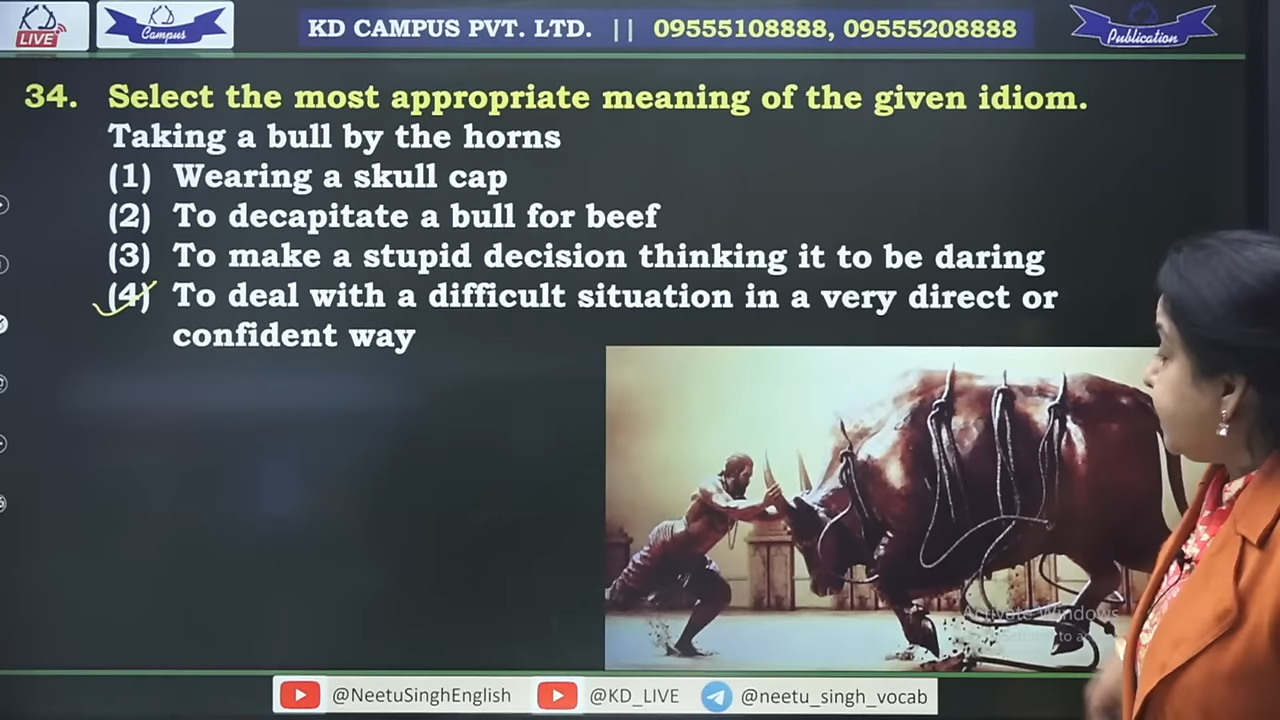 KD
LIVE
KD
Campus
KD CAMPUS PVT. LTD. || 09555108888, 09555208888
Publication
34. Select the most appropriate meaning of the given idiom.
Taking a bull by the horns
(1) Wearing a skull cap
(2) To decapitate a bull for beef
(3) To make a stupid decision thinking it to be daring
(4) To deal with a difficult situation in a very direct or
confident way
Activate Windows
@NeetuSinghEnglish
@KD_LIVE
@neetu_singh_vocab